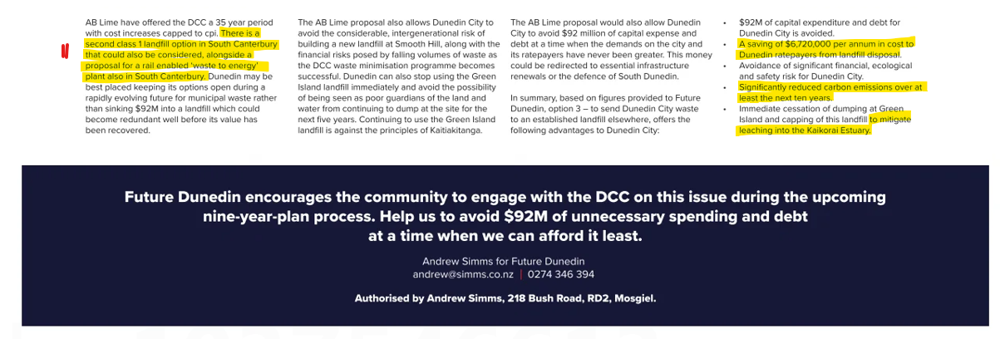 AB Lime have offered the DCC a 35 year period
with cost increases capped to cpi. There is a
second class 1 landfill option in South Canterbury
that could also be considered, alongside a
proposal for a rail enabled ‘waste to energy’
plant also in South Canterbury. Dunedin may be
best placed keeping its options open during a
rapidly evolving future for municipal waste rather
than sinking $92M into a landfill which could
become redundant well before its value has
been recovered.
The AB Lime proposal also allows Dunedin City to
avoid the considerable, intergenerational risk of
building a new landfill at Smooth Hill, along with the
financial risks posed by falling volumes of waste as
the DCC waste minimisation programme becomes
successful. Dunedin can also stop using the Green
Island landfill immediately and avoid the possibility
of being seen as poor guardians of the land and
water from continuing to dump at the site for the
next five years. Continuing to use the Green Island
landfill is against the principles of Kaitiakitanga.
The AB Lime proposal would also allow Dunedin
City to avoid $92 million of capital expense and
debt at a time when the demands on the city and
its ratepayers have never been greater. This money
could be redirected to essential infrastructure
renewals or the defence of South Dunedin.
In summary, based on figures provided to Future
Dunedin, option 3 – to send Dunedin City waste
to an established landfill elsewhere, offers the
following advantages to Dunedin City:
• $92M of capital expenditure and debt for
Dunedin City is avoided.
• A saving of $6,720,000 per annum in cost to
Dunedin ratepayers from landfill disposal.
• Avoidance of significant financial, ecological
and safety risk for Dunedin City.
• Significantly reduced carbon emissions over at
least the next ten years.
• Immediate cessation of dumping at Green
Island and capping of this landfill to mitigate
leaching into the Kaikorai Estuary.
Future Dunedin encourages the community to engage with the DCC on this issue during the upcoming
nine-year-plan process. Help us to avoid $92M of unnecessary spending and debt
at a time when we can afford it least.
Andrew Simms for Future Dunedin
andrew@simms.co.nz | 0274 346 394
Authorised by Andrew Simms, 218 Bush Road, RD2, Mosgiel.